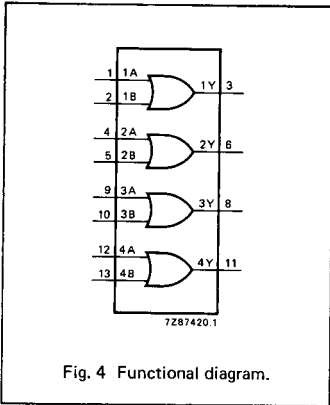 1 1A 1Y 3
2 1B
4 2A 2Y 6
5 2B
9 3A 3Y 8
10 3B
12 4A 4Y 11
13 4B
7Z87420.1
Fig. 4 Functional diagram.